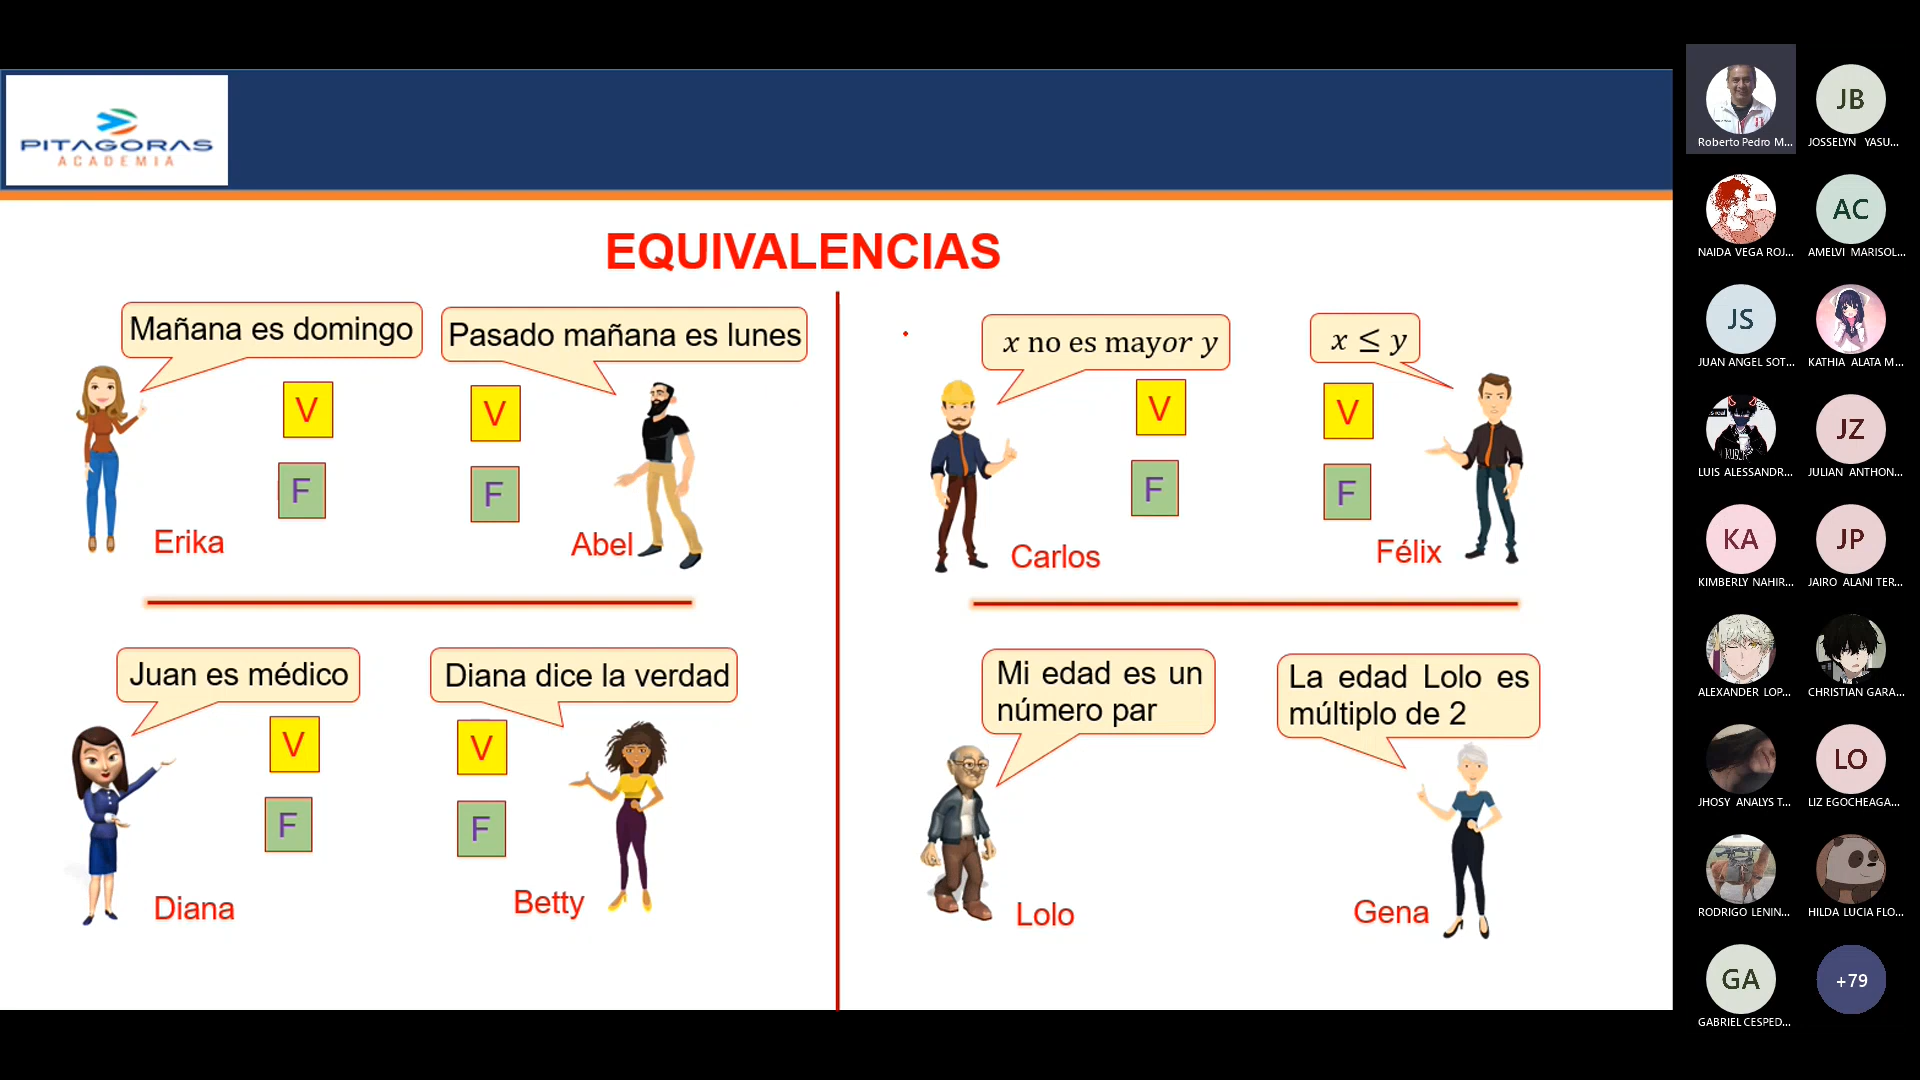 PITAGORAS
ACADEMIA
EQUIVALENCIAS
Mañana es domingo
Pasado mañana es lunes
V
V
F
F
Erika
Abel
x no es mayor y
x ≤ y
V
V
F
F
Carlos
Félix
Juan es médico
Diana dice la verdad
V
V
F
F
Diana
Betty
Mi edad es un
número par
La edad Lolo es
múltiplo de 2
Lolo
Gena
Roberto Pedro M...
JB
JOSSELYN YASU...
NAIDA VEGA ROJ...
AC
AMELVI MARISOL...
JS
JUAN ANGEL SOT...
KATHIA ALATA M...
LUIS ALESSANDR...
JZ
JULIAN ANTHON...
KA
KIMBERLY NAHIR...
JP
JAIRO ALANI TER...
ALEXANDER LOP...
CHRISTIAN GARA...
JHOSY ANALYS T...
LO
LIZ EGOCHEAGA...
RODRIGO LENIN...
HILDA LUCIA FLO...
GA
GABRIEL CESPED...
+79